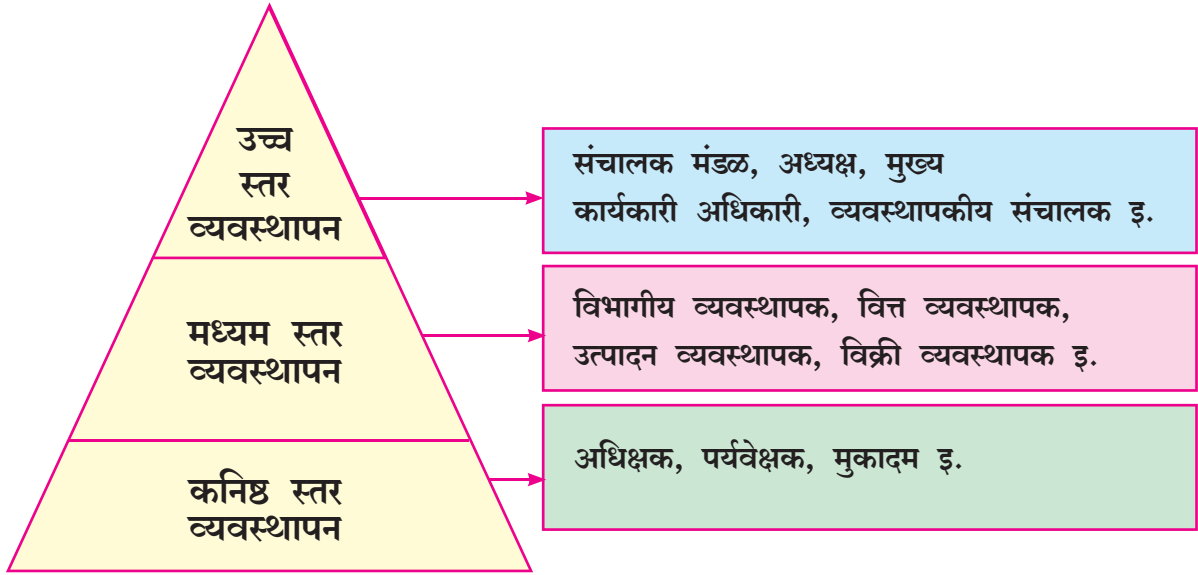 उच्च
स्तर
व्यवस्थापन
संचालक मंडळ, अध्यक्ष, मुख्य
कार्यकारी अधिकारी, व्यवस्थापकीय संचालक इ.
मध्यम स्तर
व्यवस्थापन
विभागीय व्यवस्थापक, वित्त व्यवस्थापक,
उत्पादन व्यवस्थापक, विक्री व्यवस्थापक इ.
कनिष्ठ स्तर
व्यवस्थापन
अधिक्षक, पर्यवेक्षक, मुकादम इ.